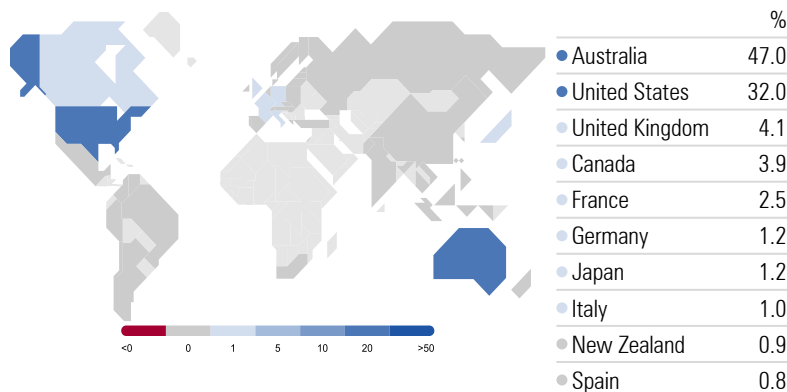 %
Australia 47.0
United States 32.0
United Kingdom 4.1
Canada 3.9
France 2.5
Germany 1.2
Japan 1.2
Italy 1.0
New Zealand 0.9
Spain 0.8
<0 0 1 5 10 20 >50